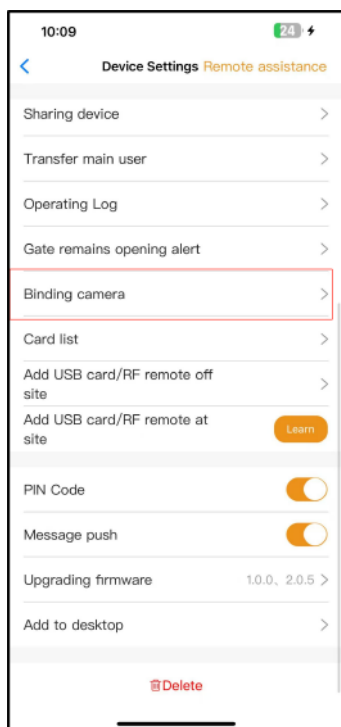 10:09
24
Device Settings Remote assistance
Sharing device
Transfer main user
Operating Log
Gate remains opening alert
Binding camera
Card list
Add USB card/RF remote off
site
Add USB card/RF remote at
site
Learn
PIN Code
Message push
Upgrading firmware 1.0.0、2.0.5
Add to desktop
Delete